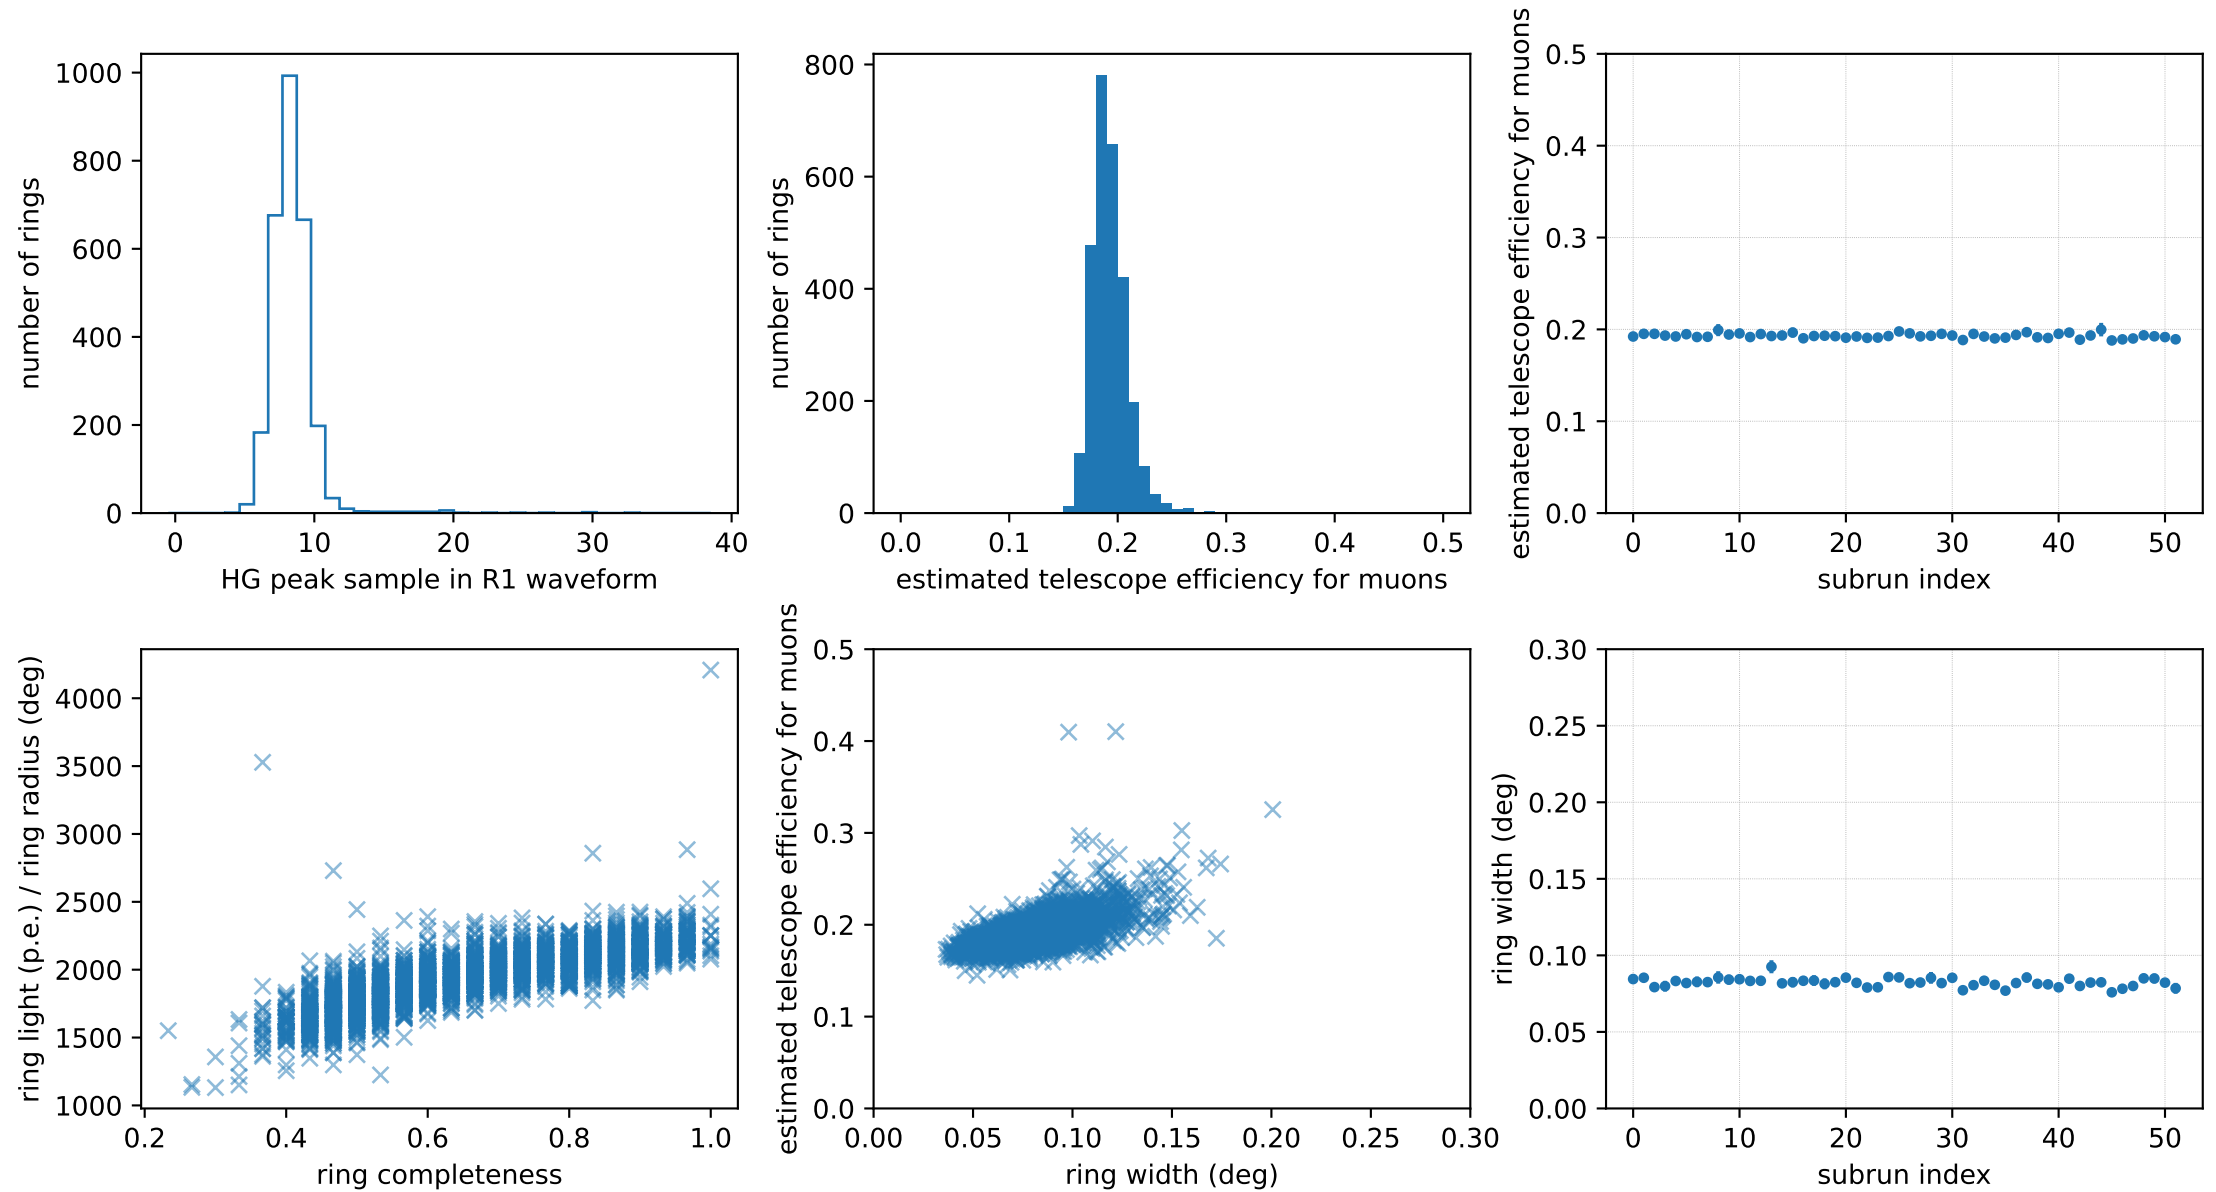 1000
800
600
400
200
0
number of rings
0 10 20 30 40
HG peak sample in R1 waveform
800
600
400
200
0
number of rings
0.0 0.1 0.2 0.3 0.4 0.5
estimated telescope efficiency for muons
0.5
0.4
0.3
0.2
0.1
0.0
estimated telescope efficiency for muons
0 10 20 30 40 50
subrun index
4000
3500
3000
2500
2000
1500
1000
ring light (p.e.) / ring radius (deg)
0.2 0.4 0.6 0.8 1.0
ring completeness
0.5
0.4
0.3
0.2
0.1
0.0
estimated telescope efficiency for muons
0.00 0.05 0.10 0.15 0.20 0.25 0.30
ring width (deg)
0.30
0.25
0.20
0.15
0.10
0.05
0.00
ring width (deg)
0 10 20 30 40 50
subrun index